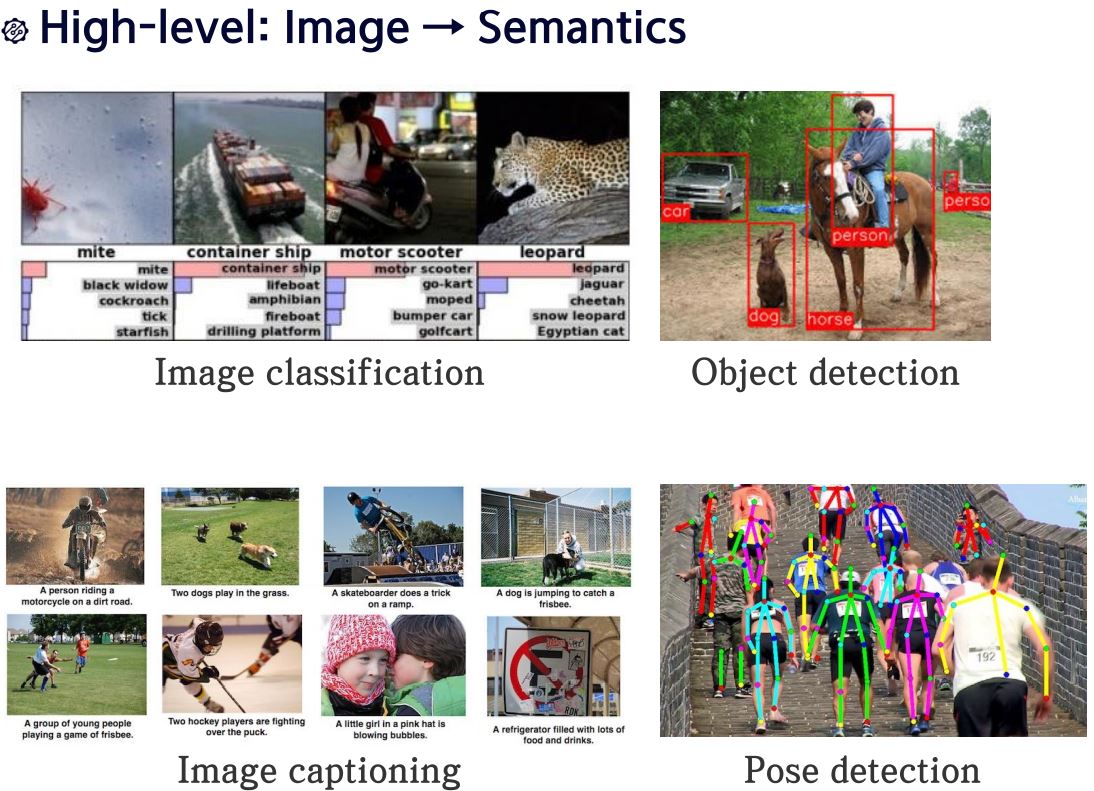 High-level: Image → Semantics
mite
container ship
motor scooter
leopard
mite
black widow
cockroach
tick
starfish
container ship
lifeboat
amphibian
fireboat
drilling platform
motor scooter
go-kart
moped
bumper car
golfcart
leopard
jaguar
cheetah
snow leopard
Egyptian cat
car
person
perso
dog
horse
Image classification
Object detection
A person riding a
motorcycle on a dirt road.
Two dogs play in the grass.
A skateboarder does a trick
on a ramp.
A dog is jumping to catch a
frisbee.
A group of young people
playing a game of frisbee.
Two hockey players are fighting
over the puck.
A little girl in a pink hat is
blowing bubbles.
A refrigerator filled with lots of
food and drinks.
192
Image captioning
Pose detection